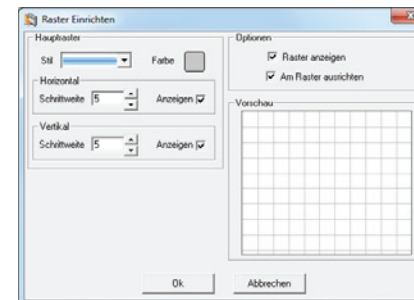 Raster Einrichten
Hauptraster
Stil Farbe
Horizontal
Schrittweite 5 Anzeigen
Vertikal
Schrittweite 5 Anzeigen
Optionen
Raster anzeigen
Am Raster ausrichten
Vorschau
Ok
Abbrechen